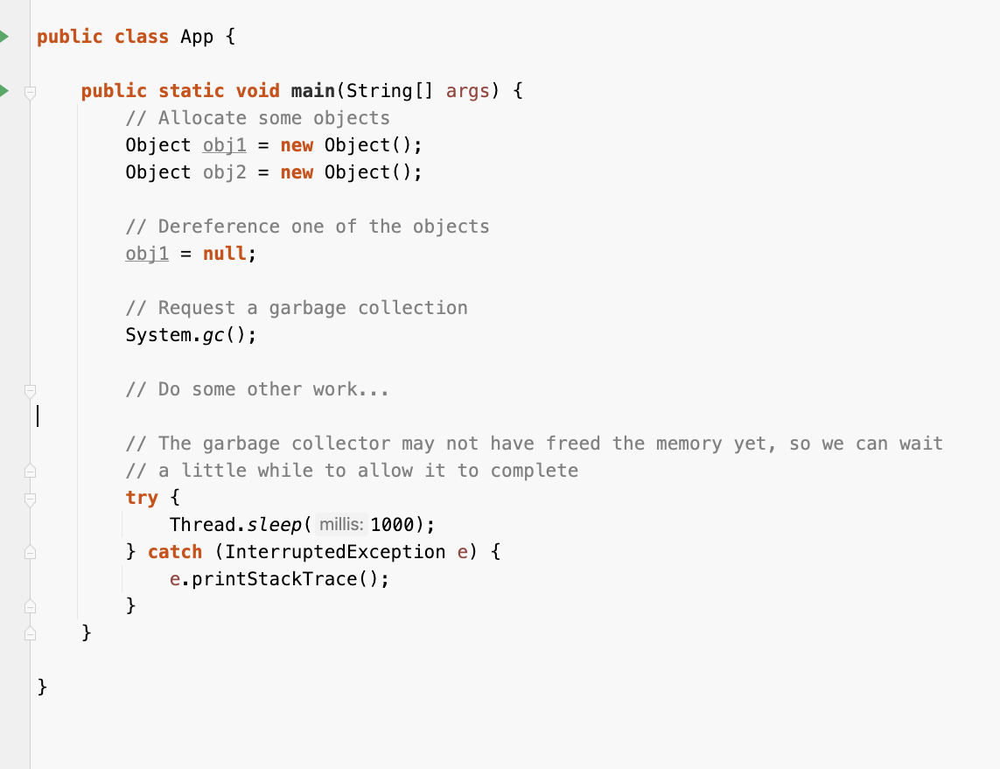 public class App {
public static void main(String[] args) {
// Allocate some objects
Object obj1 = new Object();
Object obj2 = new Object();
// Dereference one of the objects
obj1 = null;
// Request a garbage collection
System.gc();
// Do some other work...
// The garbage collector may not have freed the memory yet, so we can wait
// a little while to allow it to complete
try {
Thread.sleep( millis: 1000);
} catch (InterruptedException e) {
e.printStackTrace();
}
}
}